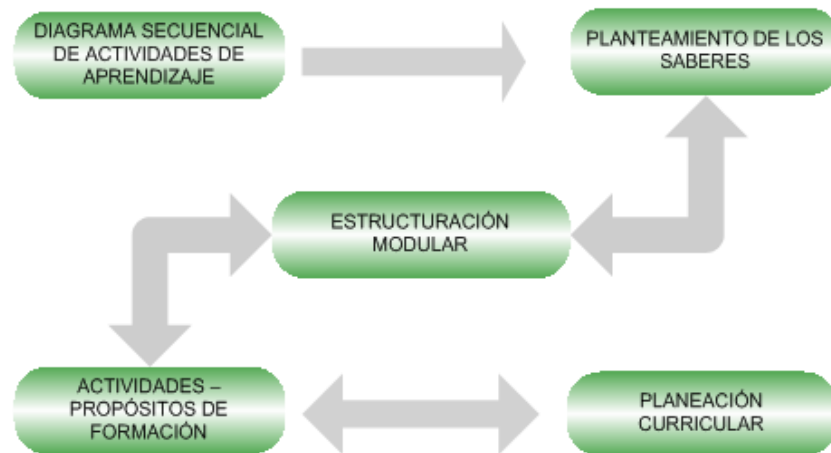 DIAGRAMA SECUENCIAL
DE ACTIVIDADES DE
APRENDIZAJE
PLANTEAMIENTO DE LOS
SABERES
ESTRUCTURACIÓN
MODULAR
ACTIVIDADES –
PROPÓSITOS DE
FORMACIÓN
PLANEACIÓN
CURRICULAR